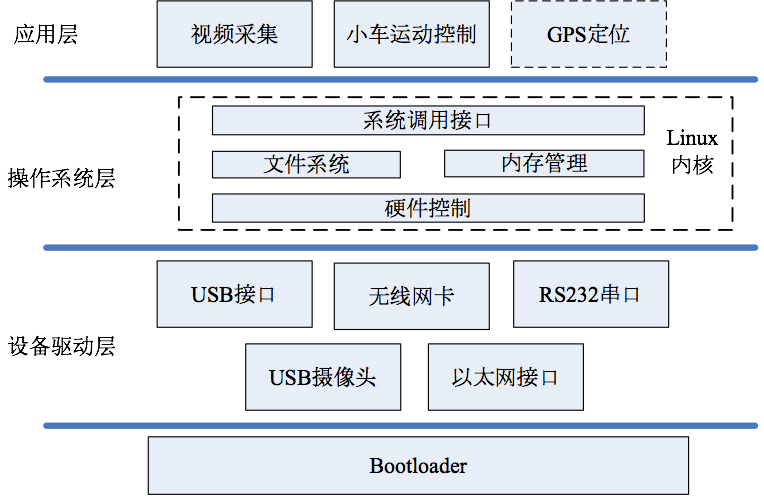 应用层
视频采集
小车运动控制
GPS定位
系统调用接口
Linux
内核
文件系统
内存管理
操作系统层
硬件控制
USB接口
无线网卡
RS232串口
设备驱动层
USB摄像头
以太网接口
Bootloader